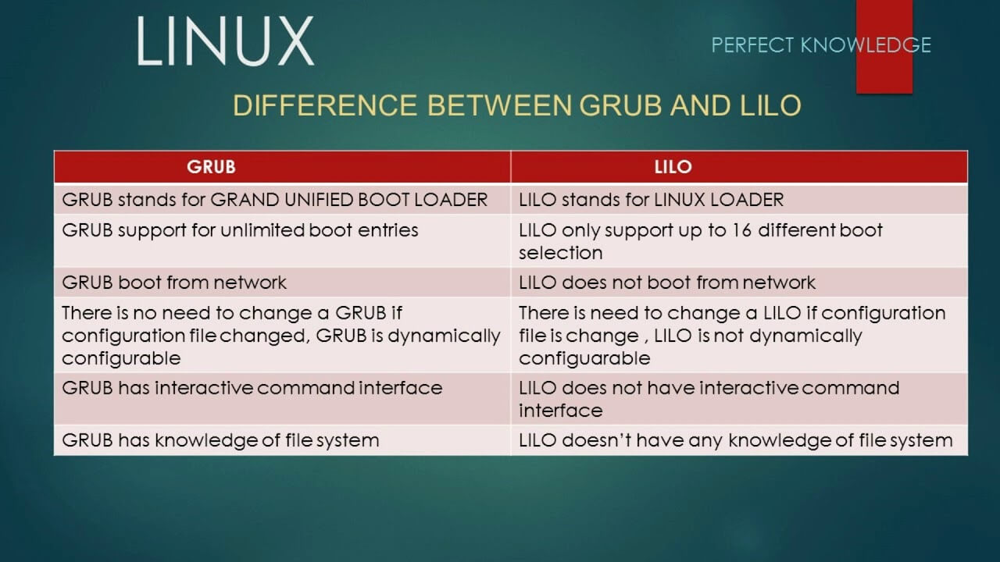 LINUX
PERFECT KNOWLEDGE
DIFFERENCE BETWEEN GRUB AND LILO
GRUB
LILO
GRUB stands for GRAND UNIFIED BOOT LOADER
LILO stands for LINUX LOADER
GRUB support for unlimited boot entries
LILO only support up to 16 different boot
selection
GRUB boot from network
LILO does not boot from network
There is no need to change a GRUB if
configuration file changed, GRUB is dynamically
configurable
There is need to change a LILO if configuration
file is change , LILO is not dynamically
configuarable
GRUB has interactive command interface
LILO does not have interactive command
interface
GRUB has knowledge of file system
LILO doesn't have any knowledge of file system